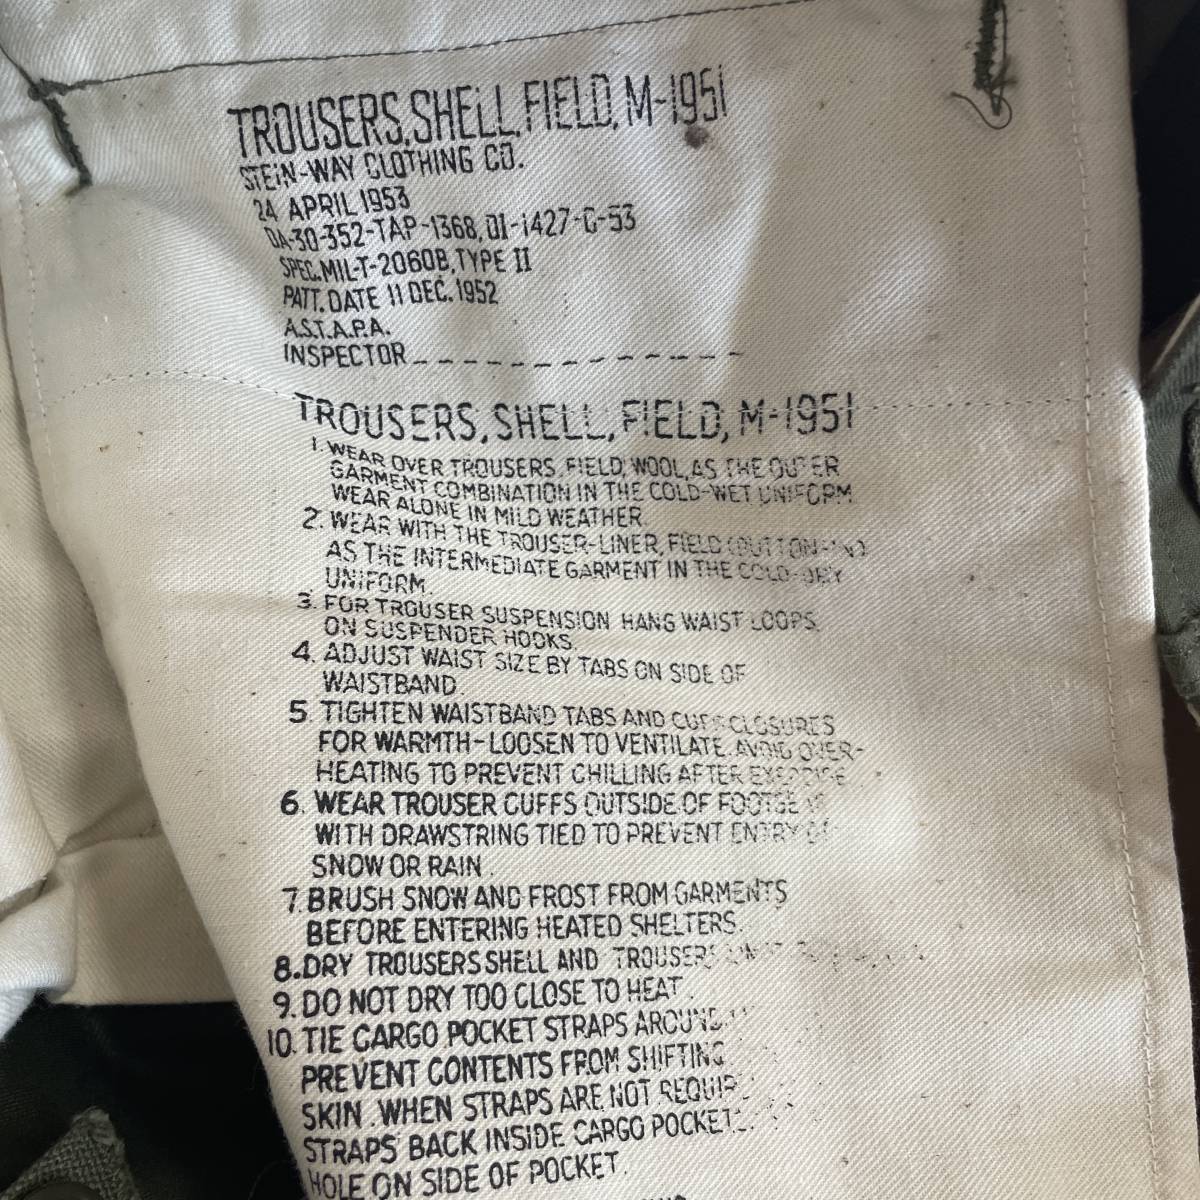 TROUSERS, SHELL, FIELD, M-1951
STEIN-WAY CLOTHING CO.
24 APRIL 1953
DA-30-352-TAP-1368, OI-1427-C-53
SPEC. MIL-T-2060B, TYPE II
PATT. DATE 11 DEC. 1952
A.S.T.A.P.A.
INSPECTOR
TROUSERS, SHELL, FIELD, M-1951
1. WEAR OVER TROUSERS, FIELD, WOOL, AS THE OUTER
GARMENT COMBINATION IN THE COLD-WET UNIFORM
WEAR ALONE IN MILD WEATHER.
2. WEAR WITH THE TROUSER-LINER, FIELD (BUTTON-IN)
AS THE INTERMEDIATE GARMENT IN THE COLD-DRY
UNIFORM.
3. FOR TROUSER SUSPENSION HANG WAIST LOOPS
ON SUSPENDER HOOKS.
4. ADJUST WAIST SIZE BY TABS ON SIDE OF
WAISTBAND.
5. TIGHTEN WAISTBAND TABS AND CUFF CLOSURES
FOR WARMTH-LOOSEN TO VENTILATE. AVOID OVER-
HEATING TO PREVENT CHILLING AFTER EXERCISE
6. WEAR TROUSER CUFFS OUTSIDE OF
WITH DRAWSTRING TIED TO PREVENT ENTRY OF
SNOW OR RAIN.
7. BRUSH SNOW AND FROST FROM GARMENTS
BEFORE ENTERING HEATED SHELTERS.
8. DRY TROUSERS SHELL AND TROUSER
9. DO NOT DRY TOO CLOSE TO HEAT.
10. TIE CARGO POCKET STRAPS AROUND
PREVENT CONTENTS FROM SHIFTING
SKIN. WHEN STRAPS ARE NOT
STRAPS BACK INSIDE CARGO POCKET
HOLE ON SIDE OF POCKET.